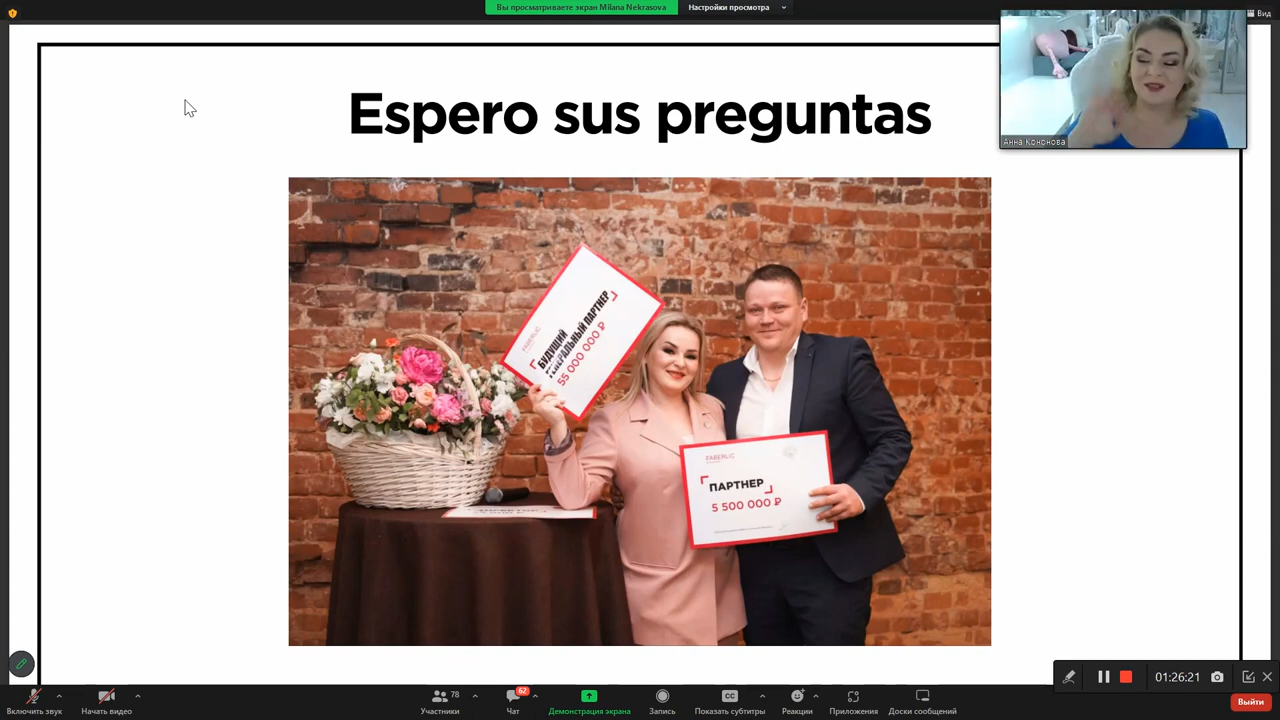 Вы просматриваете экран Milana Nekrasova
Настройки просмотра
Вид
Espero sus preguntas
Анна Кононова
FABERLIC
БУДУЩИЙ
ГЕНЕРАЛЬНЫЙ ПАРТНЕР
55 000 000 ₽
FABERLIC
ПАРТНЕР
5 500 000 ₽
01:26:21
78
62
Включить звук
Начать видео
Участники
Чат
Демонстрация экрана
Запись
Показать субтитры
Реакции
Приложения
Доски сообщений
Выйти